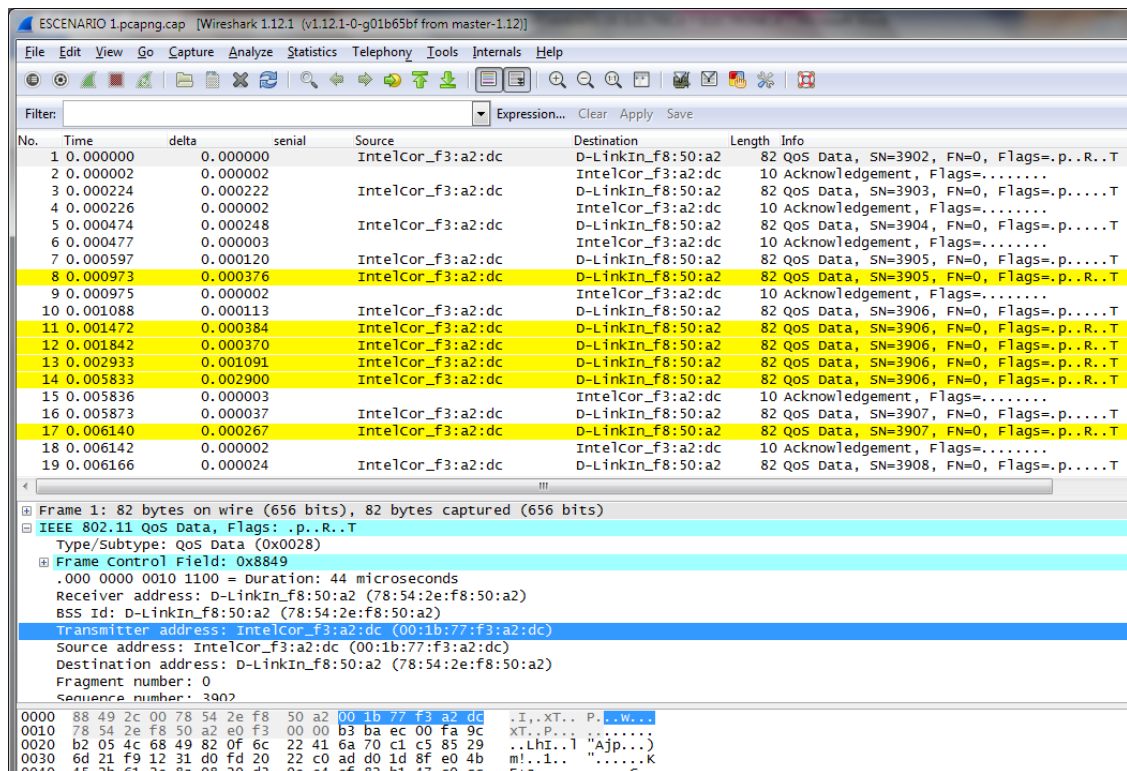 ESCENARIO 1.pcapng.cap [Wireshark 1.12.1 (v1.12.1-0-g01b65bf from master-1.12)]
File Edit View Go Capture Analyze Statistics Telephony Tools Internals Help
Filter: Expression... Clear Apply Save
No. Time delta senial Source Destination Length Info
1 0.000000 0.000000 IntelCor_f3:a2:dc D-LinkIn_f8:50:a2 82 QoS Data, SN=3902, FN=0, Flags=.p..R..T
2 0.000002 0.000002 IntelCor_f3:a2:dc 10 Acknowledgement, Flags=........
3 0.000224 0.000222 IntelCor_f3:a2:dc D-LinkIn_f8:50:a2 82 QoS Data, SN=3903, FN=0, Flags=.p.....T
4 0.000226 0.000002 IntelCor_f3:a2:dc 10 Acknowledgement, Flags=........
5 0.000474 0.000248 IntelCor_f3:a2:dc D-LinkIn_f8:50:a2 82 QoS Data, SN=3904, FN=0, Flags=.p.....T
6 0.000477 0.000003 IntelCor_f3:a2:dc 10 Acknowledgement, Flags=........
7 0.000597 0.000120 IntelCor_f3:a2:dc D-LinkIn_f8:50:a2 82 QoS Data, SN=3905, FN=0, Flags=.p.....T
8 0.000973 0.000376 IntelCor_f3:a2:dc D-LinkIn_f8:50:a2 82 QoS Data, SN=3905, FN=0, Flags=.p..R..T
9 0.000975 0.000002 IntelCor_f3:a2:dc 10 Acknowledgement, Flags=........
10 0.001088 0.000113 IntelCor_f3:a2:dc D-LinkIn_f8:50:a2 82 QoS Data, SN=3906, FN=0, Flags=.p.....T
11 0.001472 0.000384 IntelCor_f3:a2:dc D-LinkIn_f8:50:a2 82 QoS Data, SN=3906, FN=0, Flags=.p..R..T
12 0.001842 0.000370 IntelCor_f3:a2:dc D-LinkIn_f8:50:a2 82 QoS Data, SN=3906, FN=0, Flags=.p..R..T
13 0.002933 0.001091 IntelCor_f3:a2:dc D-LinkIn_f8:50:a2 82 QoS Data, SN=3906, FN=0, Flags=.p..R..T
14 0.005833 0.002900 IntelCor_f3:a2:dc D-LinkIn_f8:50:a2 82 QoS Data, SN=3906, FN=0, Flags=.p..R..T
15 0.005836 0.000003 IntelCor_f3:a2:dc 10 Acknowledgement, Flags=........
16 0.005873 0.000037 IntelCor_f3:a2:dc D-LinkIn_f8:50:a2 82 QoS Data, SN=3907, FN=0, Flags=.p.....T
17 0.006140 0.000267 IntelCor_f3:a2:dc D-LinkIn_f8:50:a2 82 QoS Data, SN=3907, FN=0, Flags=.p..R..T
18 0.006142 0.000002 IntelCor_f3:a2:dc 10 Acknowledgement, Flags=........
19 0.006166 0.000024 IntelCor_f3:a2:dc D-LinkIn_f8:50:a2 82 QoS Data, SN=3908, FN=0, Flags=.p.....T
Frame 1: 82 bytes on wire (656 bits), 82 bytes captured (656 bits)
IEEE 802.11 QoS Data, Flags: .p..R..T
Type/Subtype: QoS Data (0x0028)
Frame Control Field: 0x8849
.000 0000 0010 1100 = Duration: 44 microseconds
Receiver address: D-LinkIn_f8:50:a2 (78:54:2e:f8:50:a2)
BSS Id: D-LinkIn_f8:50:a2 (78:54:2e:f8:50:a2)
Transmitter address: IntelCor_f3:a2:dc (00:1b:77:f3:a2:dc)
Source address: IntelCor_f3:a2:dc (00:1b:77:f3:a2:dc)
Destination address: D-LinkIn_f8:50:a2 (78:54:2e:f8:50:a2)
Fragment number: 0
Sequence number: 3902
0000 88 49 2c 00 78 54 2e f8 50 a2 00 1b 77 f3 a2 dc .I,.xT.. P...w...
0010 78 54 2e f8 50 a2 e0 f3 00 00 b3 ba ec 00 fa 9c xT..P... ........
0020 b2 05 4c 68 49 82 0f 6c 22 41 6a 70 c1 c5 85 29 ..LhI..l "Ajp...)
0030 6d 21 f9 12 31 d0 fd 20 22 c0 ad d0 1d 8f e0 4b m!..1.. "......K
0040